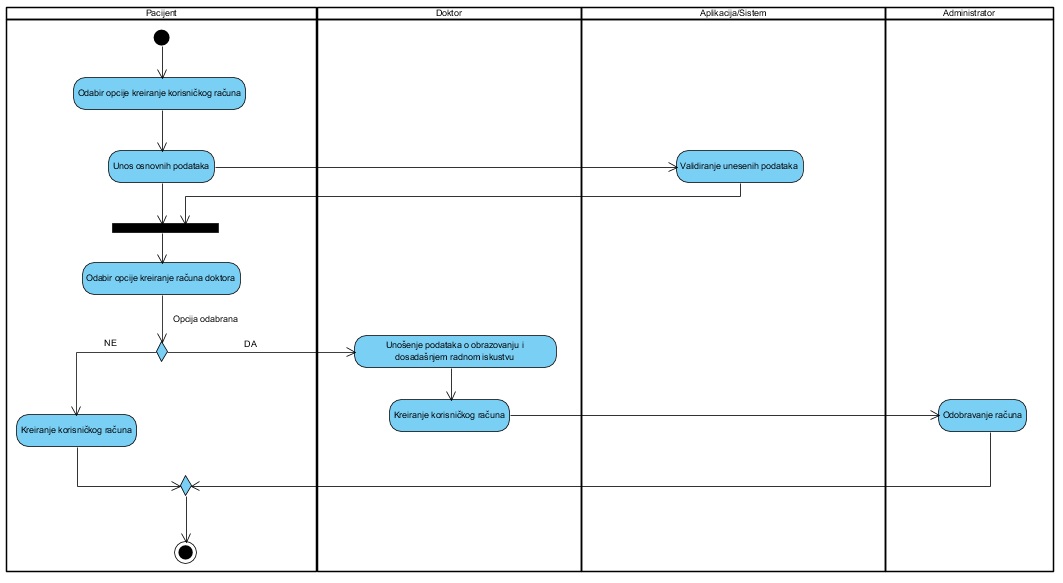 Pacijent
Doktor
Aplikacija/Sistem
Administrator
Odabir opcije kreiranje korisničkog računa
Unos osnovnih podataka
Validiranje unesenih podataka
Odabir opcije kreiranje računa doktora
Opcija odabrana
NE
DA
Unošenje podataka o obrazovanju i
dosadašnjem radnom iskustvu
Kreiranje korisničkog računa
Odobravanje računa
Kreiranje korisničkog računa